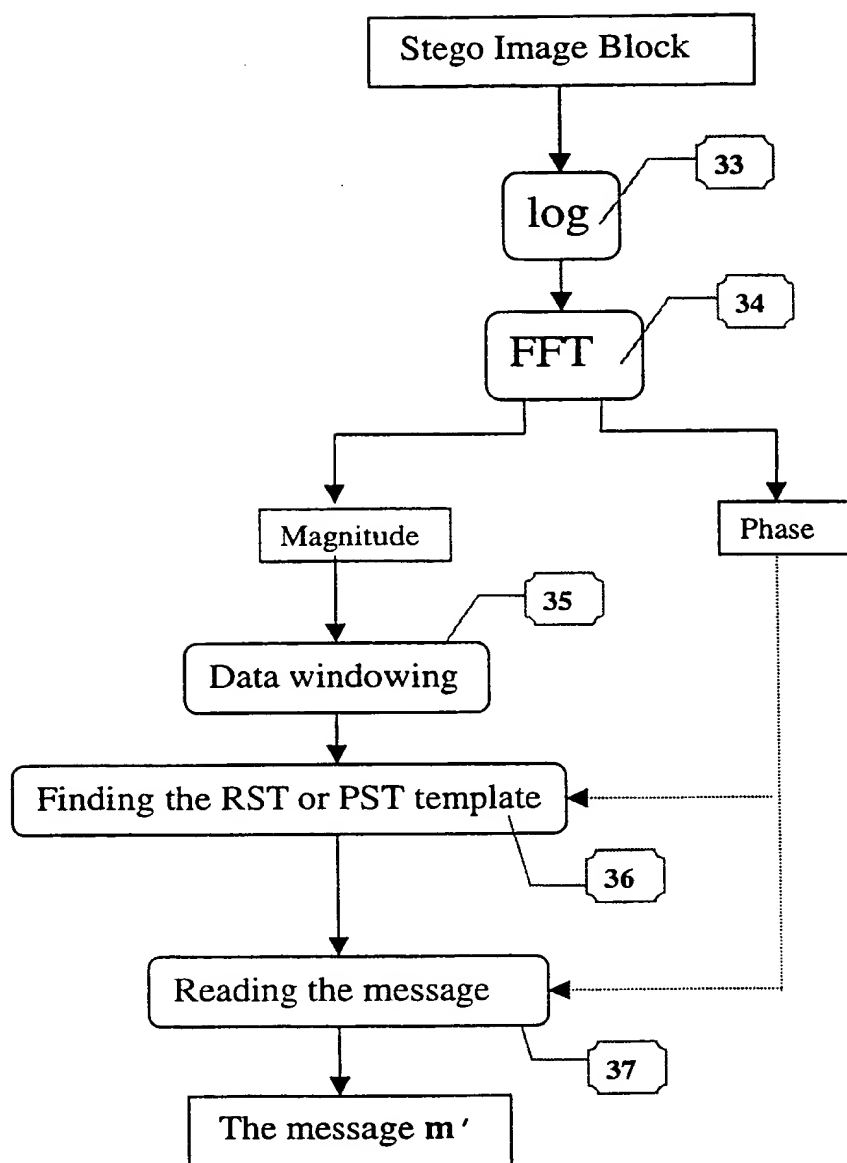 Stego Image Block
33
log
34
FFT
Magnitude
Phase
35
Data windowing
Finding the RST or PST template
36
Reading the message
37
The message m′